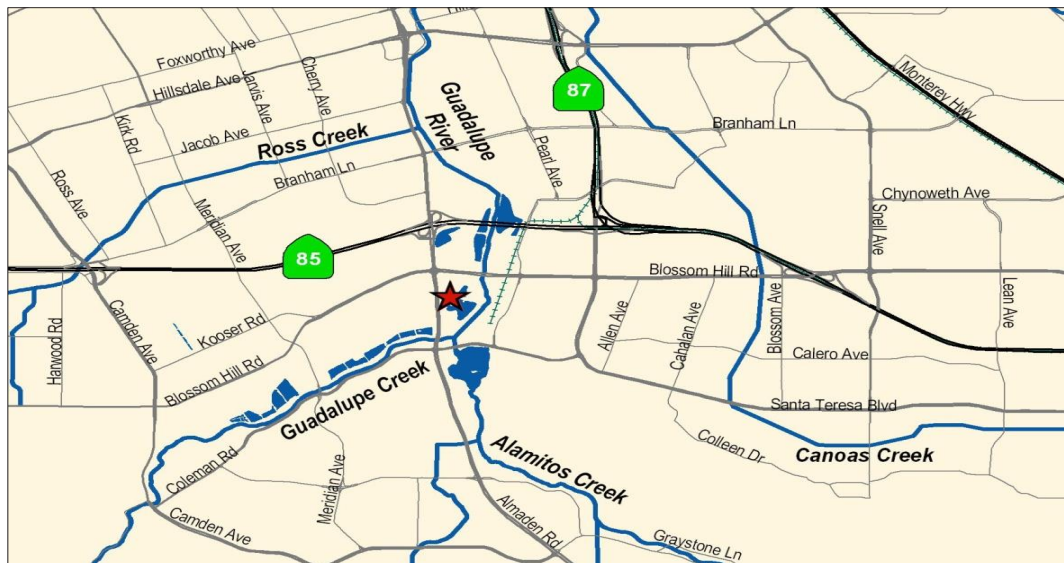 Foxworthy Ave
Hillsdale Ave
Jarvis Ave
Cherry Ave
Kirk Rd
Jacob Ave
Ross Creek
Guadalupe
River
87
Pearl Ave
Branham Ln
Monterey Hwy
Branham Ln
Ross Ave
Meridian Ave
Chynoweth Ave
Snell Ave
85
Blossom Hill Rd
Harwood Rd
Camden Ave
Kooser Rd
Allen Ave
Cahalan Ave
Blossom Ave
Lean Ave
Calero Ave
Blossom Hill Rd
Guadalupe Creek
Santa Teresa Blvd
Colleen Dr
Canoas Creek
Coleman Rd
Meridian Ave
Alamitos Creek
Camden Ave
Almaden Rd
Graystone Ln